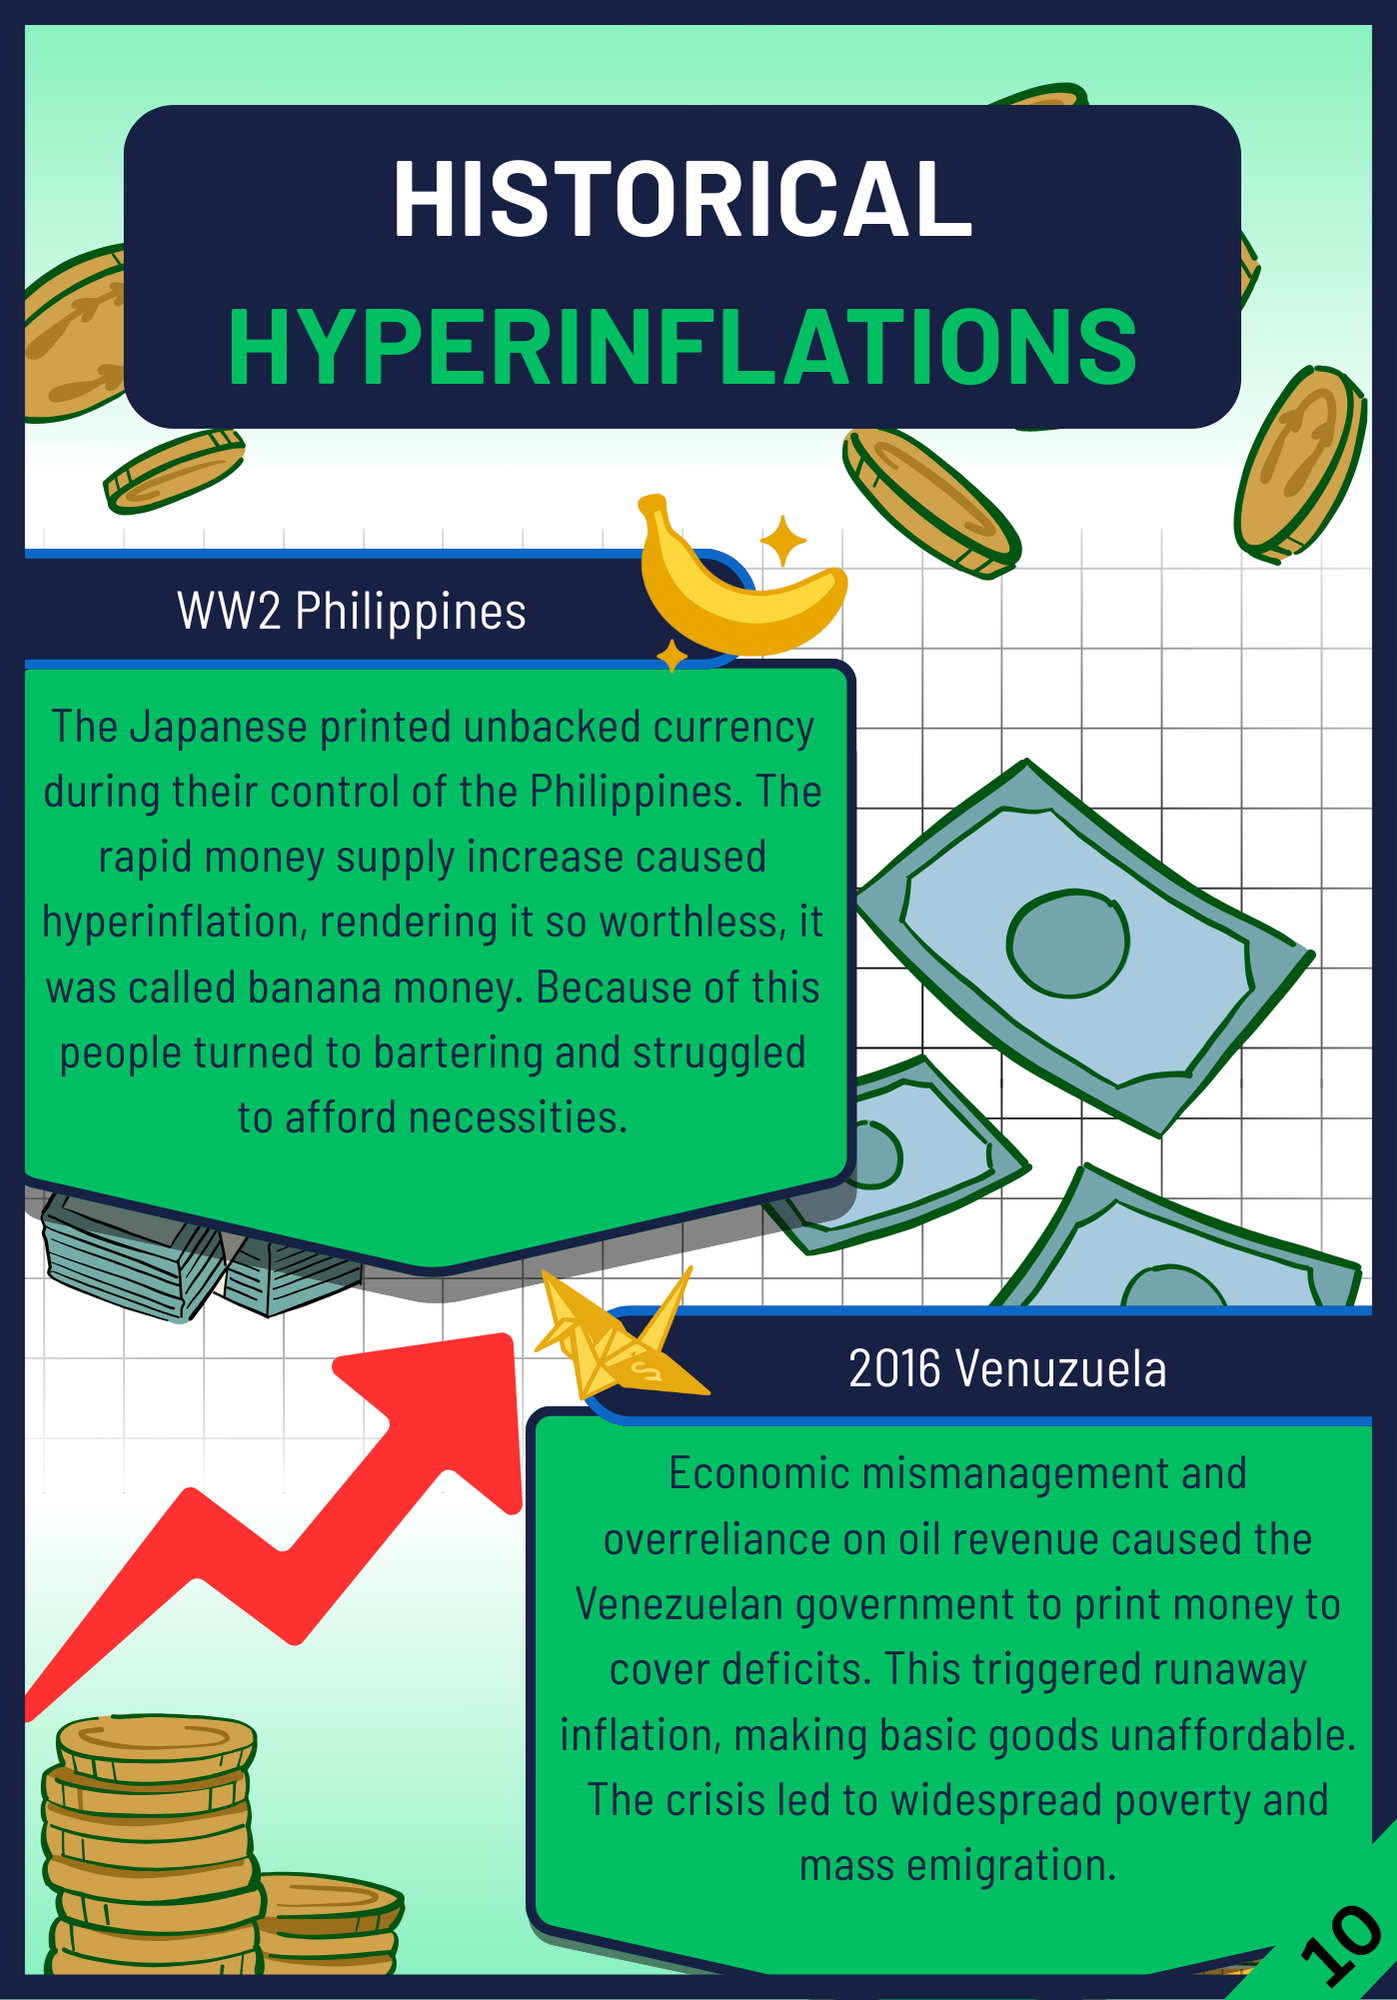 HISTORICAL
HYPERINFLATIONS
WW2 Philippines
The Japanese printed unbacked currency
during their control of the Philippines. The
rapid money supply increase caused
hyperinflation, rendering it so worthless, it
was called banana money. Because of this
people turned to bartering and struggled
to afford necessities.
2016 Venuzuela
Economic mismanagement and
overreliance on oil revenue caused the
Venezuelan government to print money to
cover deficits. This triggered runaway
inflation, making basic goods unaffordable.
The crisis led to widespread poverty and
mass emigration.
10